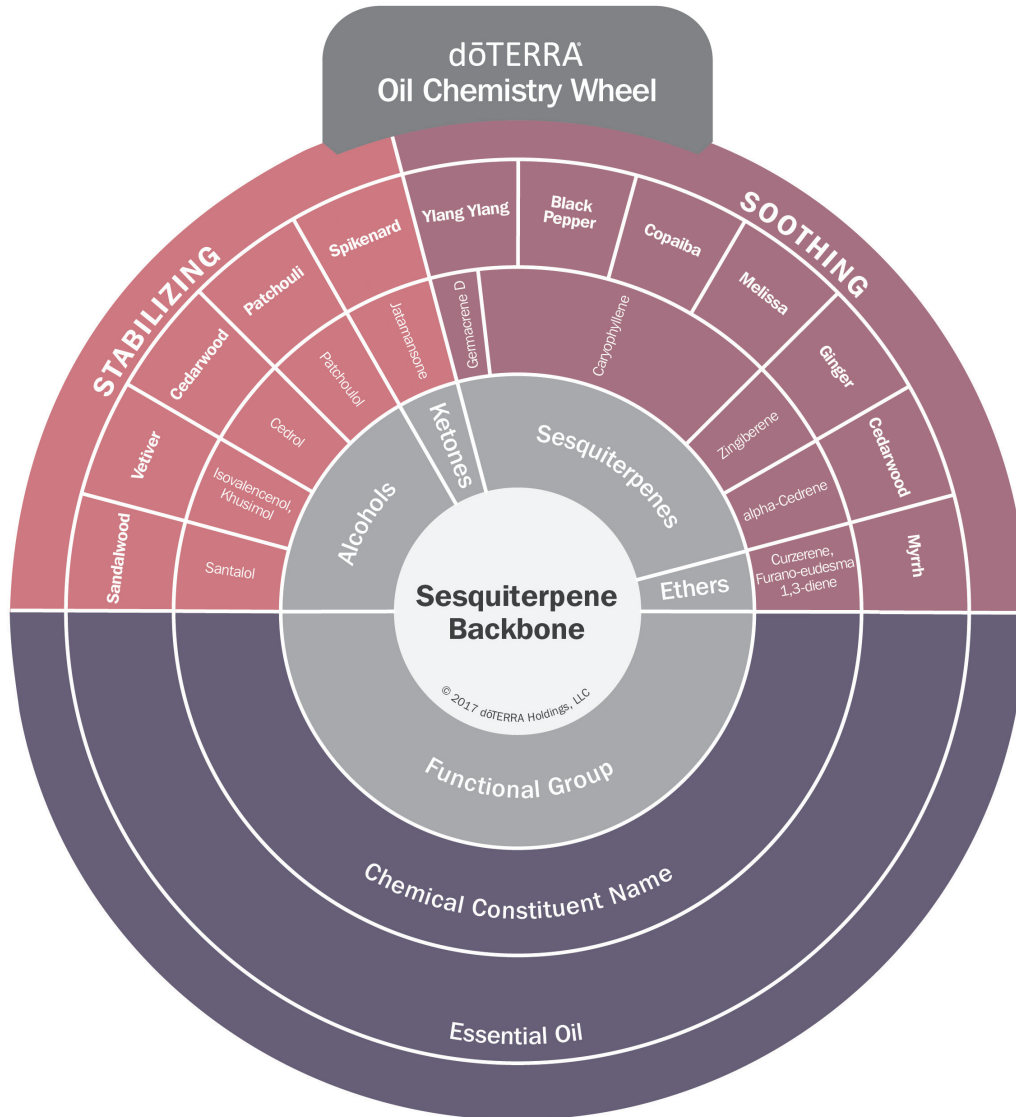 dōTERRA®
Oil Chemistry Wheel
STABILIZING
SOOTHING
Sandalwood
Vetiver
Cedarwood
Patchouli
Spikenard
Ylang Ylang
Black
Pepper
Copaiba
Melissa
Ginger
Cedarwood
Myrrh
Santalol
Isovalencenol,
Khusimol
Cedrol
Patchoulol
Jatamansone
Germacrene D
Caryophyllene
Zingiberene
alpha-Cedrene
Curzerene,
Furano-eudesma
1,3-diene
Alcohols
Ketones
Sesquiterpenes
Ethers
Sesquiterpene
Backbone
© 2017 dōTERRA Holdings, LLC
Functional Group
Chemical Constituent Name
Essential Oil